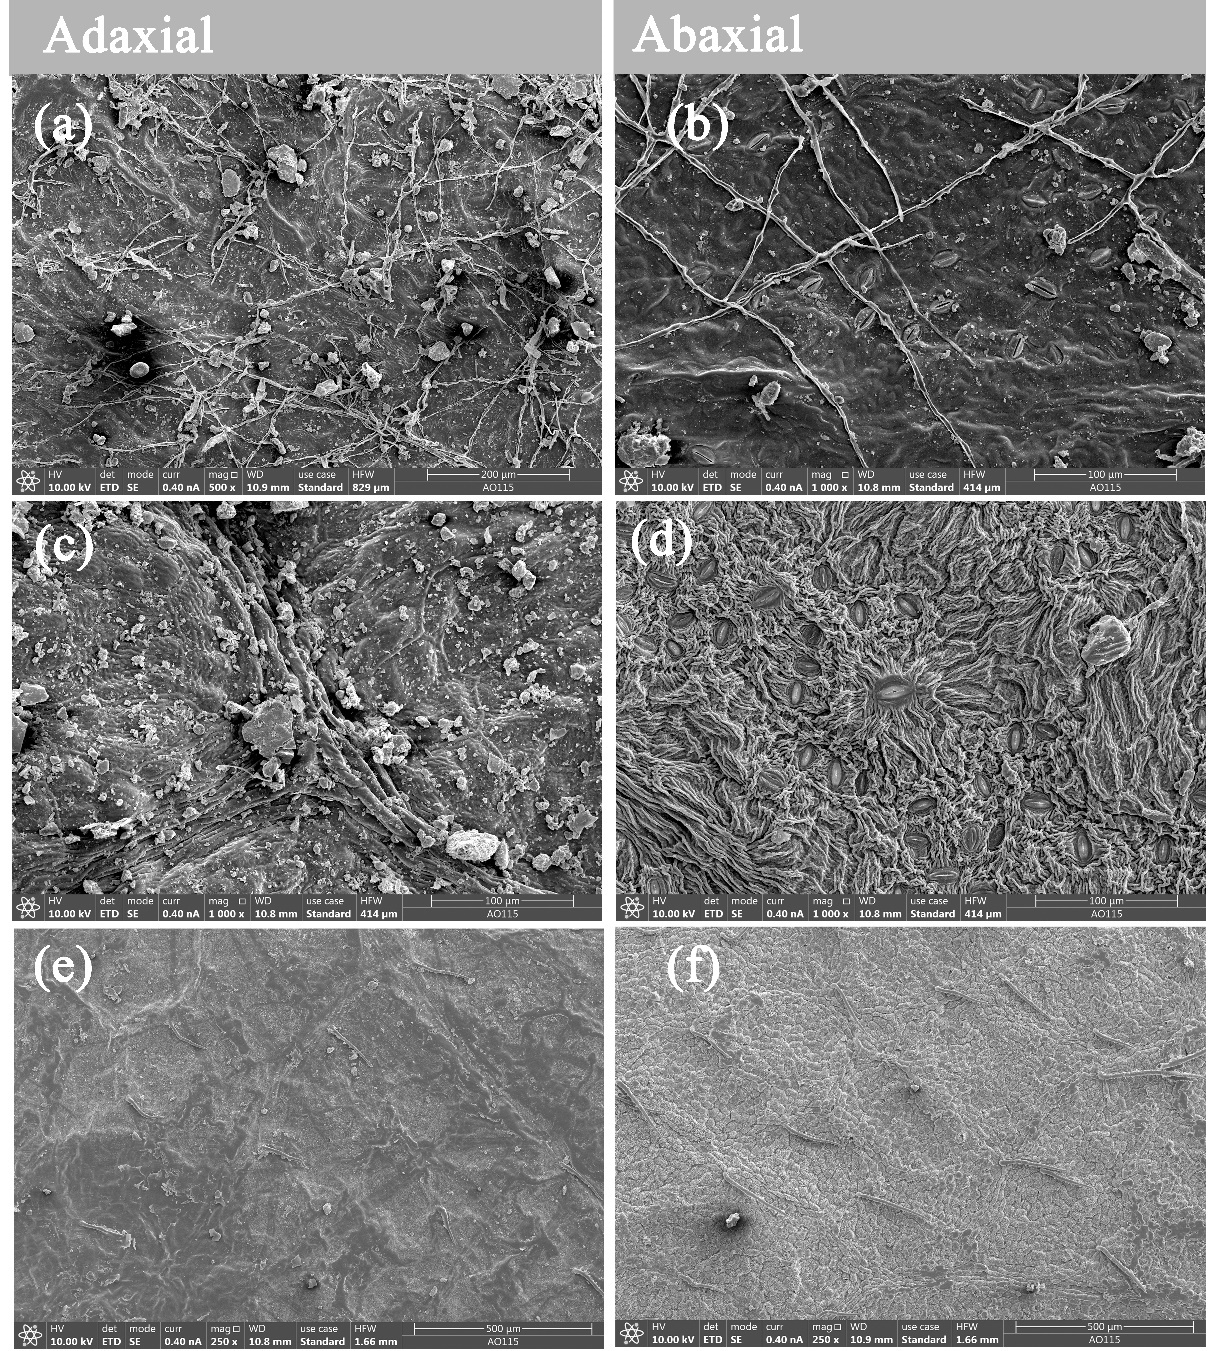 Adaxial
Abaxial
(a)
HV det mode curr mag □ WD use case HFW 200 µm
10.00 kV ETD SE 0.40 nA 500 x 10.9 mm Standard 829 µm AO115
(b)
HV det mode curr mag □ WD use case HFW 100 µm
10.00 kV ETD SE 0.40 nA 1 000 x 10.8 mm Standard 414 µm AO115
(c)
HV det mode curr mag □ WD use case HFW 100 µm
10.00 kV ETD SE 0.40 nA 1 000 x 10.8 mm Standard 414 µm AO115
(d)
HV det mode curr mag □ WD use case HFW 100 µm
10.00 kV ETD SE 0.40 nA 1 000 x 10.8 mm Standard 414 µm AO115
(e)
HV det mode curr mag □ WD use case HFW 500 µm
10.00 kV ETD SE 0.40 nA 250 x 10.8 mm Standard 1.66 mm AO115
(f)
HV det mode curr mag □ WD use case HFW 500 µm
10.00 kV ETD SE 0.40 nA 250 x 10.9 mm Standard 1.66 mm AO115